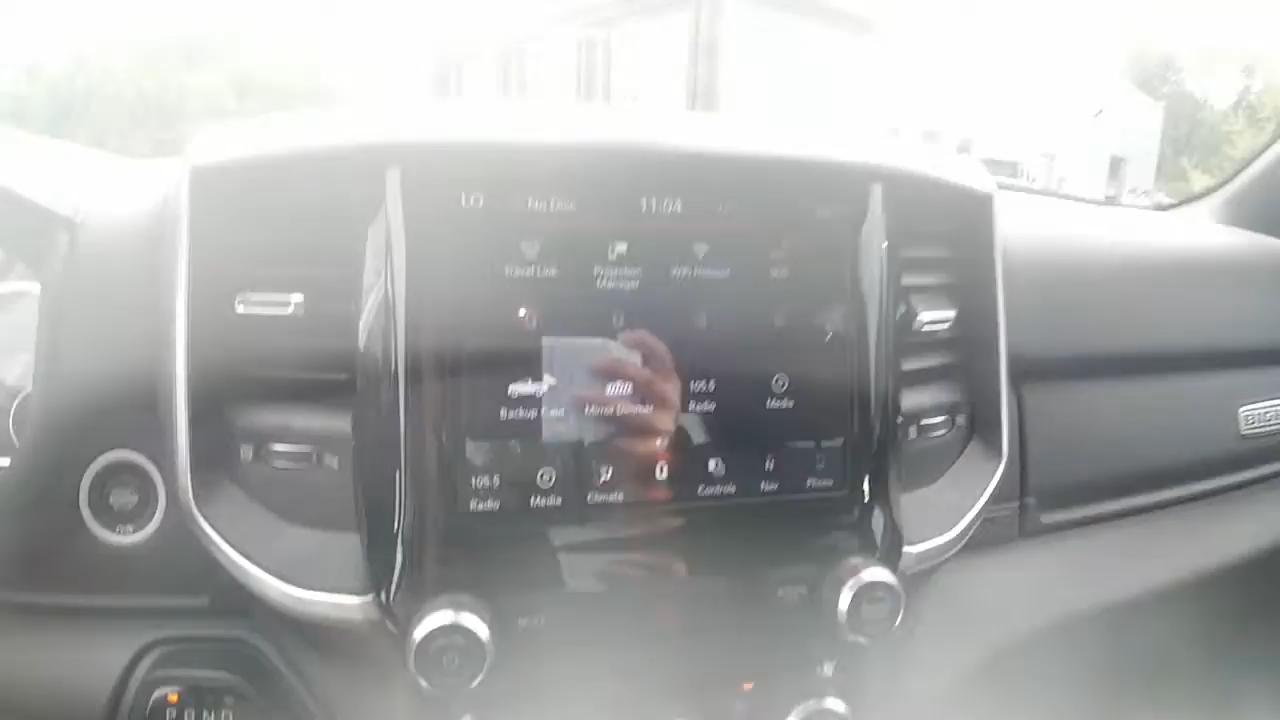 LO No Disc 11:04
Travel Link Projection Manager WiFi Hotspot
Backup Cam Mirror Dimmer 105.5 Radio Media
105.5 Radio Media Climate Controls Nav Phone
P R N D